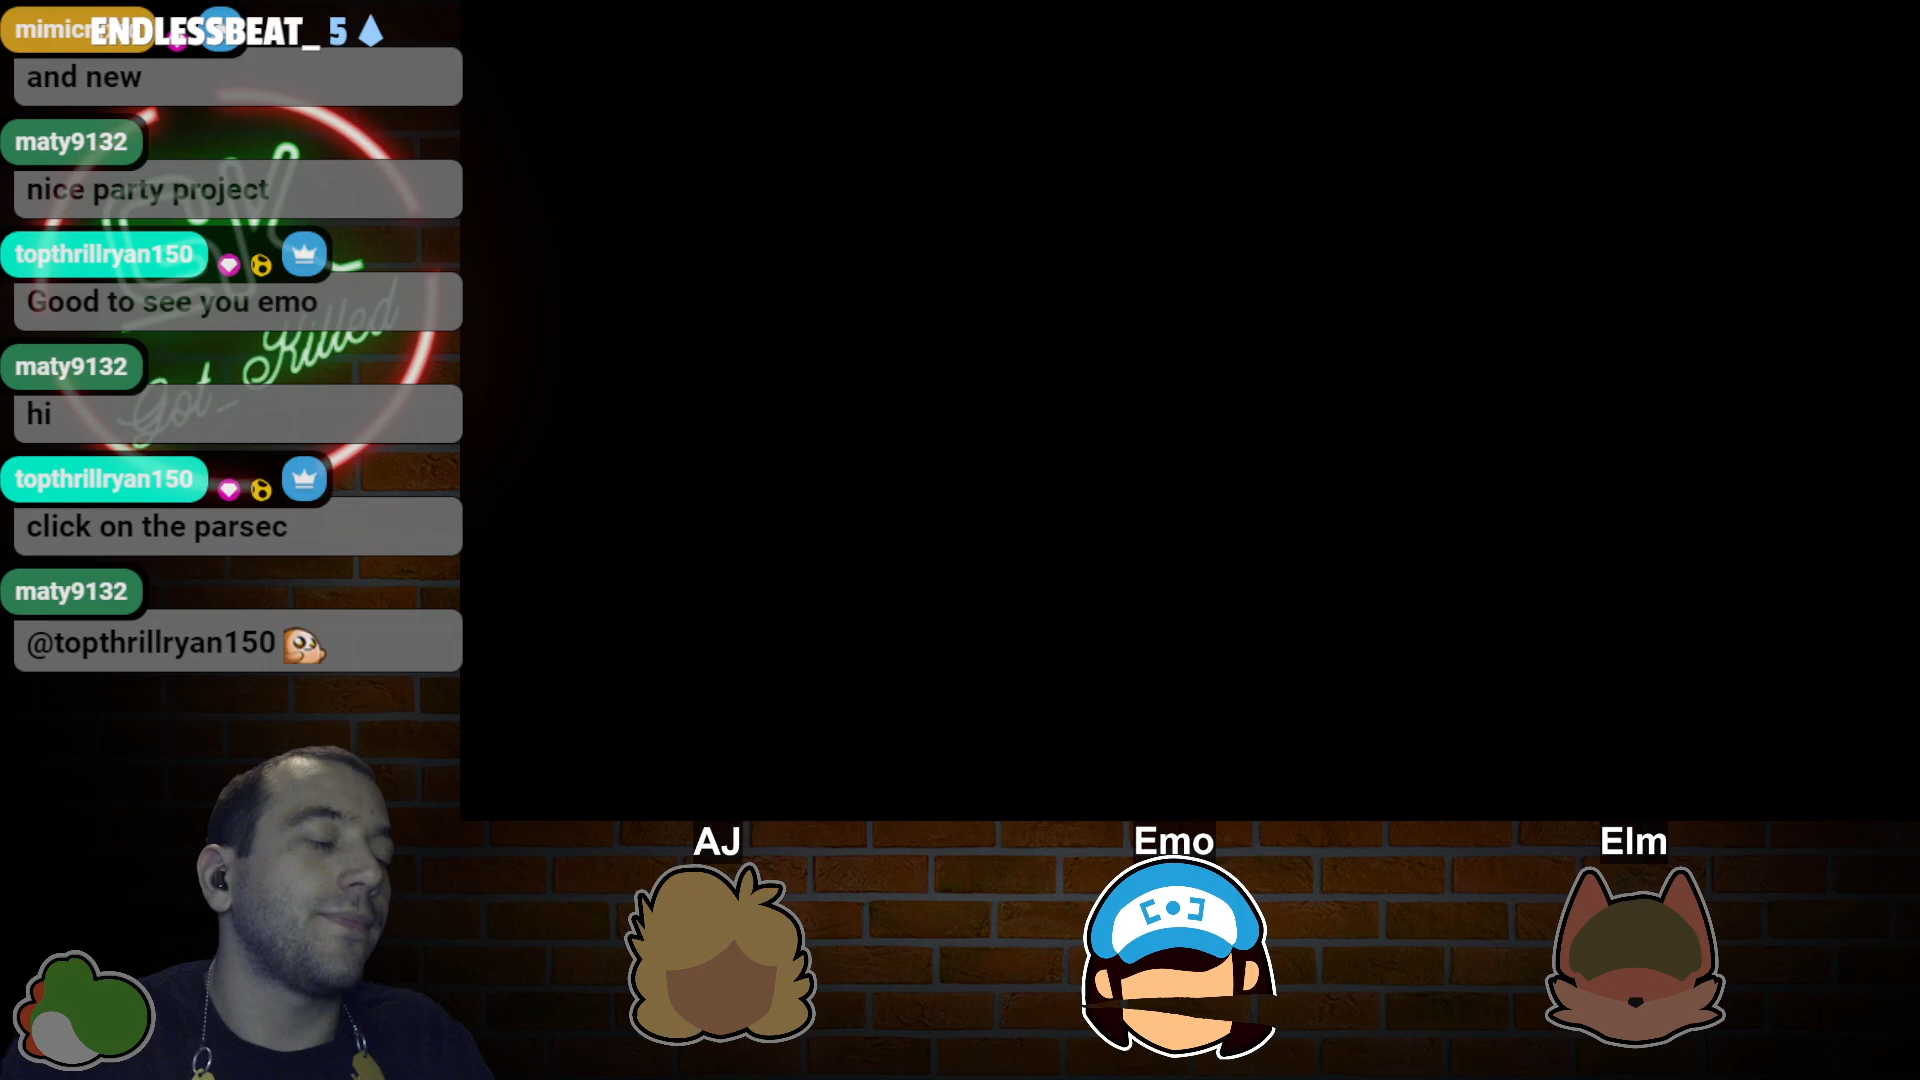 ENDLESSBEAT_ 5
and new
maty9132
nice party project
topthrillryan150
Good to see you emo
maty9132
hi
topthrillryan150
click on the parsec
maty9132
@topthrillryan150
Got_Killed
AJ
Emo
Elm